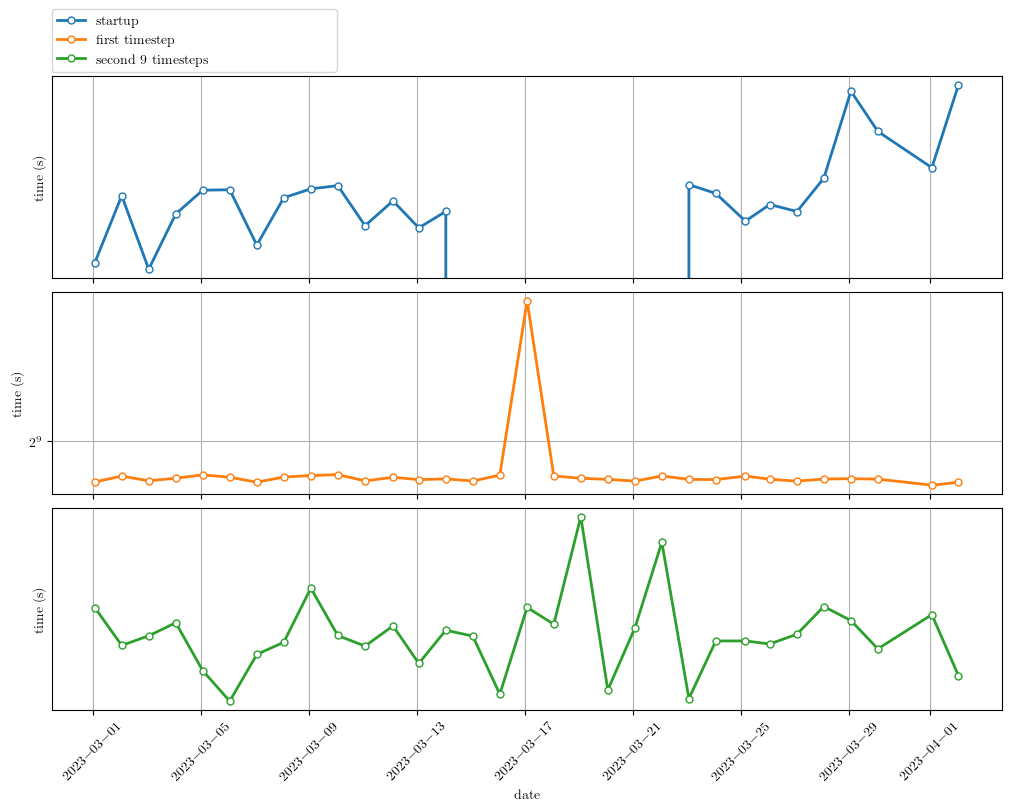 startup
first timestep
second 9 timesteps
time (s)
time (s)
2⁹
time (s)
2023−03−01
2023−03−05
2023−03−09
2023−03−13
2023−03−17
2023−03−21
2023−03−25
2023−03−29
2023−04−01
date